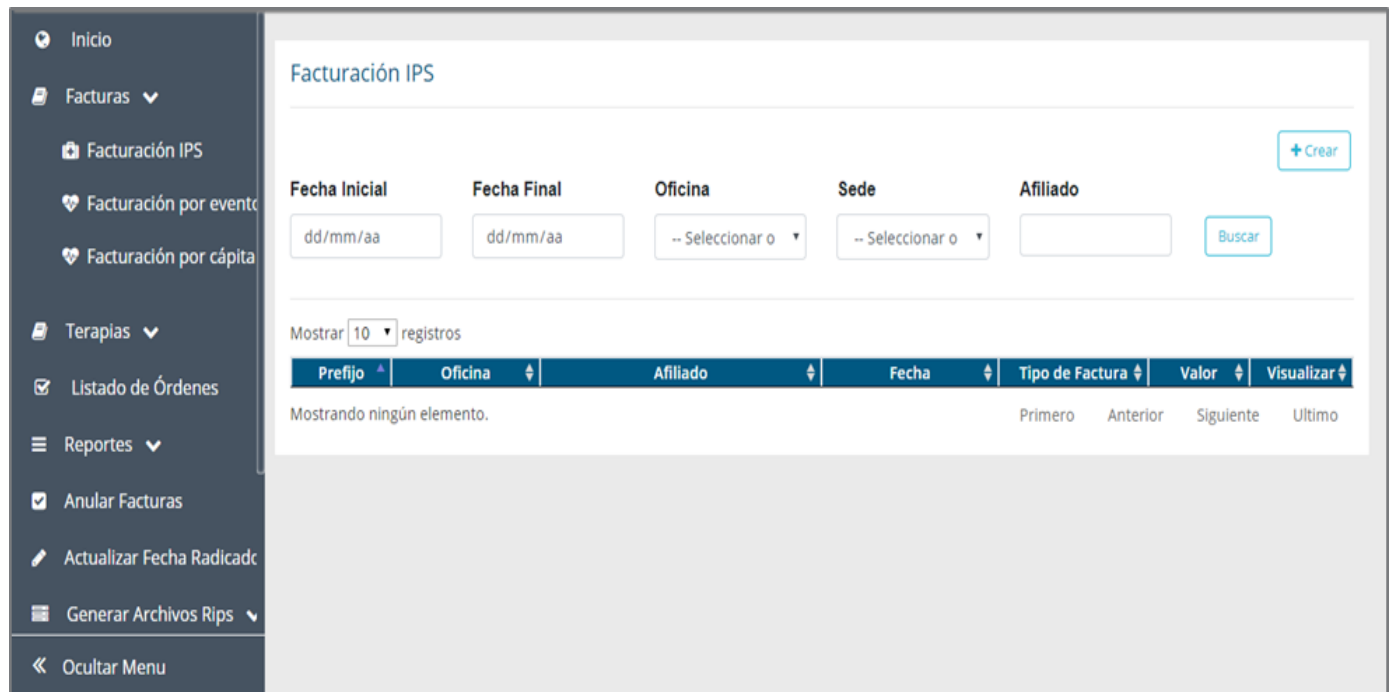 Inicio
Facturas
Facturación IPS
Facturación por evento
Facturación por cápita
Terapias
Listado de Órdenes
Reportes
Anular Facturas
Actualizar Fecha Radicado
Generar Archivos Rips
Ocultar Menu
Facturación IPS
+ Crear
Fecha Inicial Fecha Final Oficina Sede Afiliado
dd/mm/aa dd/mm/aa -- Seleccionar o -- Seleccionar o Buscar
Mostrar 10 registros
Prefijo Oficina Afiliado Fecha Tipo de Factura Valor Visualizar
Mostrando ningún elemento. Primero Anterior Siguiente Ultimo